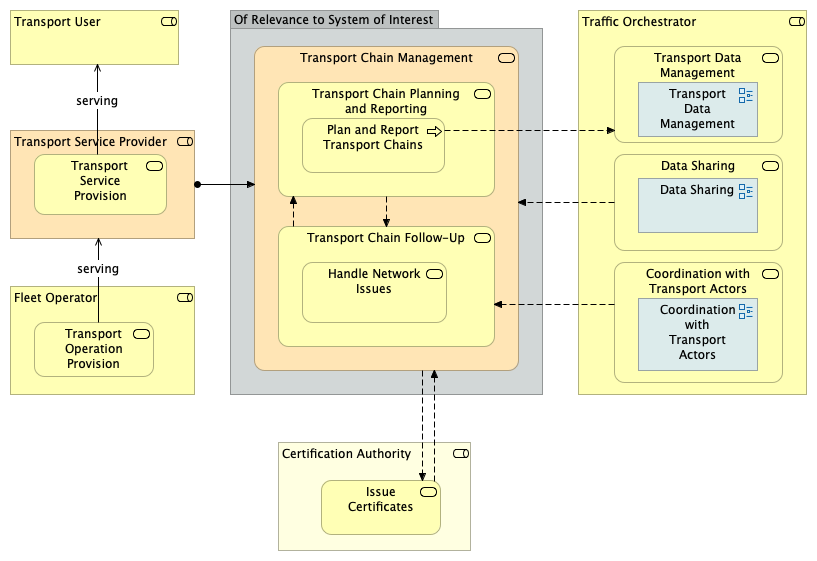 Transport User
serving
Transport Service Provider
Transport
Service
Provision
serving
Fleet Operator
Transport
Operation
Provision
Of Relevance to System of Interest
Transport Chain Management
Transport Chain Planning
and Reporting
Plan and Report
Transport Chains
Transport Chain Follow-Up
Handle Network
Issues
Certification Authority
Issue
Certificates
Traffic Orchestrator
Transport Data
Management
Transport
Data
Management
Data Sharing
Data Sharing
Coordination with
Transport Actors
Coordination
with
Transport
Actors